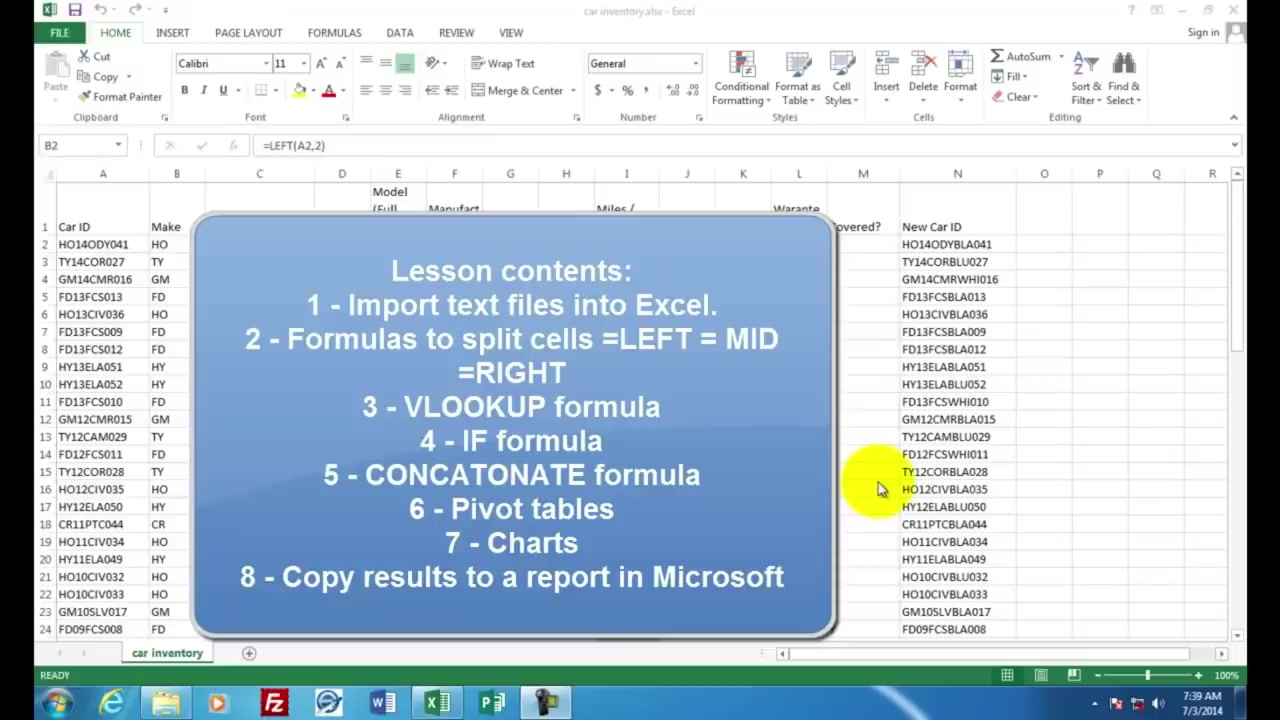 car inventory.xlsx - Excel
FILE HOME INSERT PAGE LAYOUT FORMULAS DATA REVIEW VIEW Sign in
Cut
Copy
Format Painter
Paste
Clipboard
Calibri 11
B I U
Font
Wrap Text
Merge & Center
Alignment
General
$ % ,
Number
Conditional Formatting
Format as Table
Cell Styles
Styles
Insert Delete Format
Cells
AutoSum
Fill
Clear
Sort & Filter
Find & Select
Editing
B2 =LEFT(A2,2)
A B C D E F G H I J K L M N O P Q R
Model
(Full Manufact Miles / Warante
1 Car ID Make overed? New Car ID
2 HO14ODY041 HO HO14ODYBLA041
3 TY14COR027 TY TY14CORBLU027
4 GM14CMR016 GM GM14CMRWHI016
5 FD13FCS013 FD FD13FCSBLA013
6 HO13CIV036 HO HO13CIVBLA036
7 FD13FCS009 FD FD13FCSBLA009
8 FD13FCS012 FD FD13FCSBLA012
9 HY13ELA051 HY HY13ELABLA051
10 HY13ELA052 HY HY13ELABLU052
11 FD13FCS010 FD FD13FCSWHI010
12 GM12CMR015 GM GM12CMRBLA015
13 TY12CAM029 TY TY12CAMBLU029
14 FD12FCS011 FD FD12FCSWHI011
15 TY12COR028 TY TY12CORBLA028
16 HO12CIV035 HO HO12CIVBLA035
17 HY12ELA050 HY HY12ELABLU050
18 CR11PTC044 CR CR11PTCBLA044
19 HO11CIV034 HO HO11CIVBLA034
20 HY11ELA049 HY HY11ELABLA049
21 HO10CIV032 HO HO10CIVBLU032
22 HO10CIV033 HO HO10CIVBLA033
23 GM10SLV017 GM GM10SLVBLA017
24 FD09FCS008 FD FD09FCSBLA008
Lesson contents:
1 - Import text files into Excel.
2 - Formulas to split cells =LEFT = MID
=RIGHT
3 - VLOOKUP formula
4 - IF formula
5 - CONCATONATE formula
6 - Pivot tables
7 - Charts
8 - Copy results to a report in Microsoft
car inventory
READY 100%
7:39 AM
7/3/2014